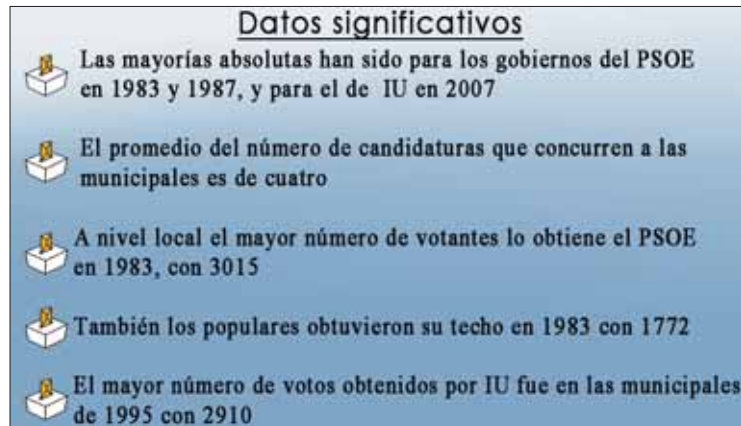 Datos significativos
Las mayorías absolutas han sido para los gobiernos del PSOE
en 1983 y 1987, y para el de IU en 2007
El promedio del número de candidaturas que concurren a las
municipales es de cuatro
A nivel local el mayor número de votantes lo obtiene el PSOE
en 1983, con 3015
También los populares obtuvieron su techo en 1983 con 1772
El mayor número de votos obtenidos por IU fue en las municipales
de 1995 con 2910